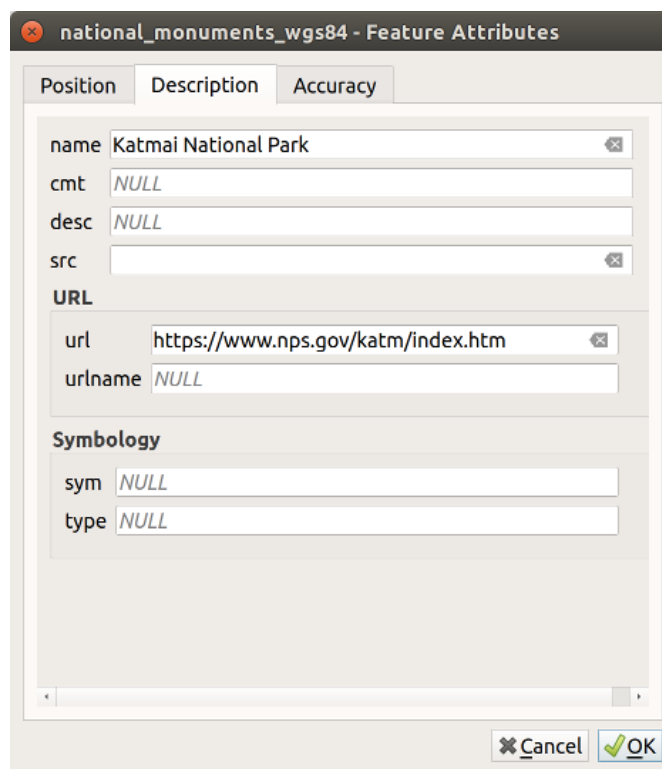 national_monuments_wgs84 - Feature Attributes
Position Description Accuracy
name Katmai National Park
cmt NULL
desc NULL
src
URL
url https://www.nps.gov/katm/index.htm
urlname NULL
Symbology
sym NULL
type NULL
Cancel OK